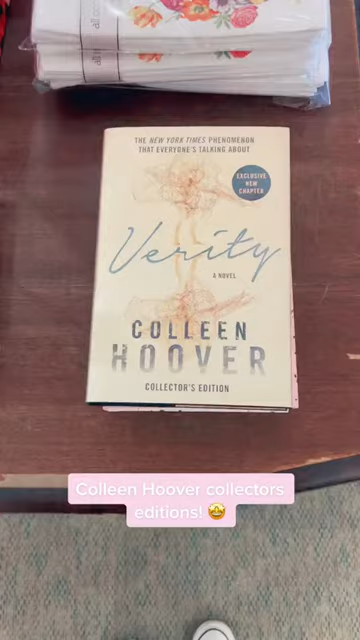 all
THE NEW YORK TIMES PHENOMENON
THAT EVERYONE'S TALKING ABOUT
EXCLUSIVE
NEW
CHAPTER
Verity
A NOVEL
COLLEEN
HOOVER
COLLECTOR'S EDITION
Colleen Hoover collectors
editions! 🤩